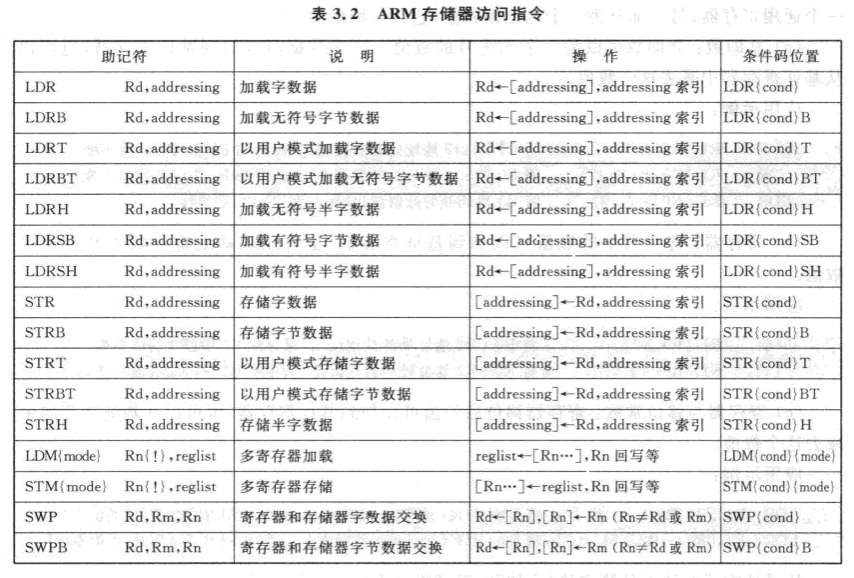 表 3.2 ARM 存储器访问指令
助记符 说 明 操 作 条件码位置
LDR Rd,addressing 加载字数据 Rd←[addressing],addressing 索引 LDR{cond}
LDRB Rd,addressing 加载无符号字节数据 Rd←[addressing],addressing 索引 LDR{cond}B
LDRT Rd,addressing 以用户模式加载字数据 Rd←[addressing],addressing 索引 LDR{cond}T
LDRBT Rd,addressing 以用户模式加载无符号字节数据 Rd←[addressing],addressing 索引 LDR{cond}BT
LDRH Rd,addressing 加载无符号半字数据 Rd←[addressing],addressing 索引 LDR{cond}H
LDRSB Rd,addressing 加载有符号字节数据 Rd←[addressing],addressing 索引 LDR{cond}SB
LDRSH Rd,addressing 加载有符号半字数据 Rd←[addressing],addressing 索引 LDR{cond}SH
STR Rd,addressing 存储字数据 [addressing]←Rd,addressing 索引 STR{cond}
STRB Rd,addressing 存储字节数据 [addressing]←Rd,addressing 索引 STR{cond}B
STRT Rd,addressing 以用户模式存储字数据 [addressing]←Rd,addressing 索引 STR{cond}T
STRBT Rd,addressing 以用户模式存储字节数据 [addressing]←Rd,addressing 索引 STR{cond}BT
STRH Rd,addressing 存储半字数据 [addressing]←Rd,addressing 索引 STR{cond}H
LDM{mode} Rn{!},reglist 多寄存器加载 reglist←[Rn…],Rn 回写等 LDM{cond}{mode}
STM{mode} Rn{!},reglist 多寄存器存储 [Rn…]←reglist,Rn 回写等 STM{cond}{mode}
SWP Rd,Rm,Rn 寄存器和存储器字数据交换 Rd←[Rn],[Rn]←Rm (Rn≠Rd 或 Rm) SWP{cond}
SWPB Rd,Rm,Rn 寄存器和存储器字节数据交换 Rd←[Rn],[Rn]←Rm (Rn≠Rd 或 Rm) SWP{cond}B